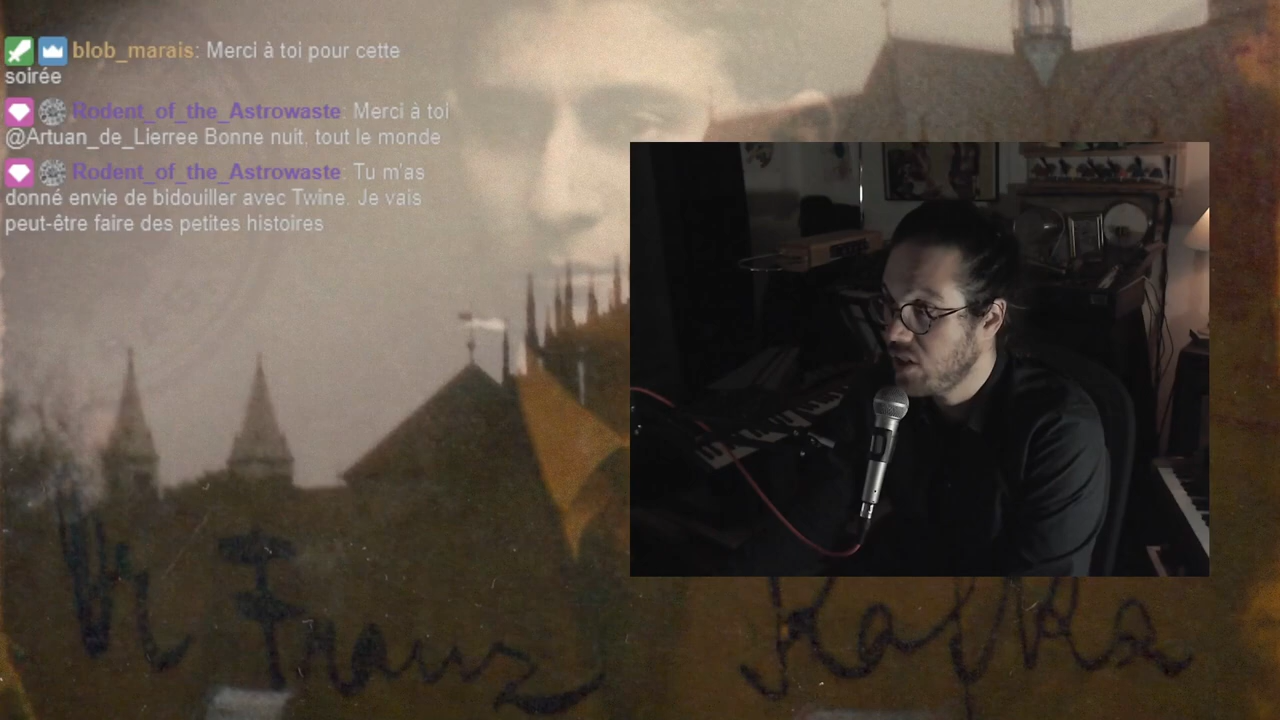 blob_marais: Merci à toi pour cette
soirée
Rodent_of_the_Astrowaste: Merci à toi
@Artuan_de_Lierree Bonne nuit, tout le monde
Rodent_of_the_Astrowaste: Tu m'as
donné envie de bidouiller avec Twine. Je vais
peut-être faire des petites histoires
Dr Franz Kafka